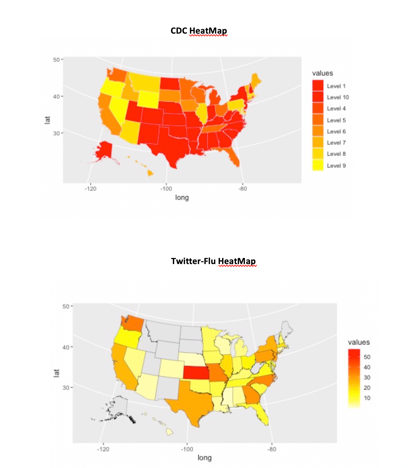 CDC HeatMap
50
40
30
lat
-120
-100
-80
long
values
Level 1
Level 10
Level 4
Level 5
Level 6
Level 7
Level 8
Level 9
Twitter-Flu HeatMap
50
40
30
lat
-120
-100
-80
long
values
50
40
30
20
10